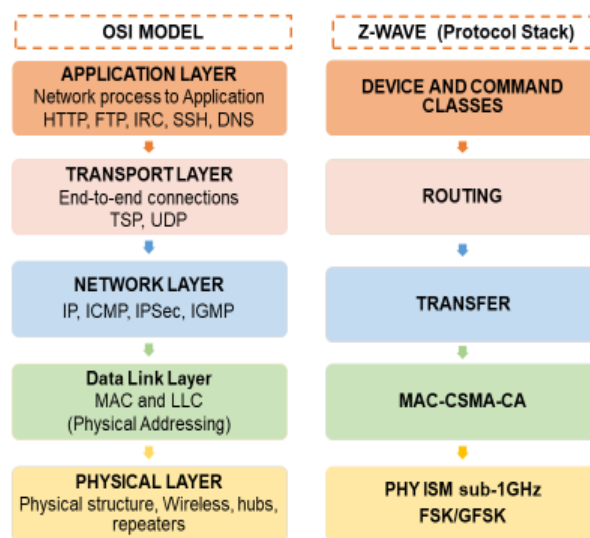 OSI MODEL
APPLICATION LAYER
Network process to Application
HTTP, FTP, IRC, SSH, DNS
TRANSPORT LAYER
End-to-end connections
TSP, UDP
NETWORK LAYER
IP, ICMP, IPSec, IGMP
Data Link Layer
MAC and LLC
(Physical Addressing)
PHYSICAL LAYER
Physical structure, Wireless, hubs,
repeaters
Z-WAVE (Protocol Stack)
DEVICE AND COMMAND
CLASSES
ROUTING
TRANSFER
MAC-CSMA-CA
PHY ISM sub-1GHz
FSK/GFSK